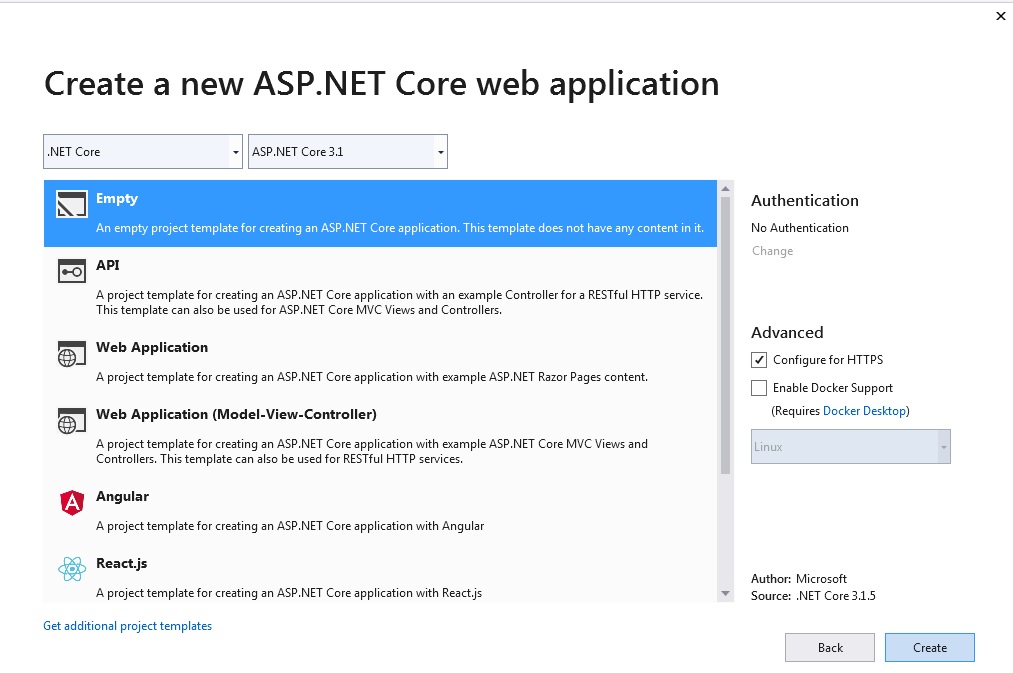 Create a new ASP.NET Core web application
.NET Core
ASP.NET Core 3.1
Empty
An empty project template for creating an ASP.NET Core application. This template does not have any content in it.
API
A project template for creating an ASP.NET Core application with an example Controller for a RESTful HTTP service.
This template can also be used for ASP.NET Core MVC Views and Controllers.
Web Application
A project template for creating an ASP.NET Core application with example ASP.NET Razor Pages content.
Web Application (Model-View-Controller)
A project template for creating an ASP.NET Core application with example ASP.NET Core MVC Views and
Controllers. This template can also be used for RESTful HTTP services.
Angular
A project template for creating an ASP.NET Core application with Angular
React.js
A project template for creating an ASP.NET Core application with React.js
Get additional project templates
Authentication
No Authentication
Change
Advanced
Configure for HTTPS
Enable Docker Support
(Requires Docker Desktop)
Linux
Author: Microsoft
Source: .NET Core 3.1.5
Back
Create